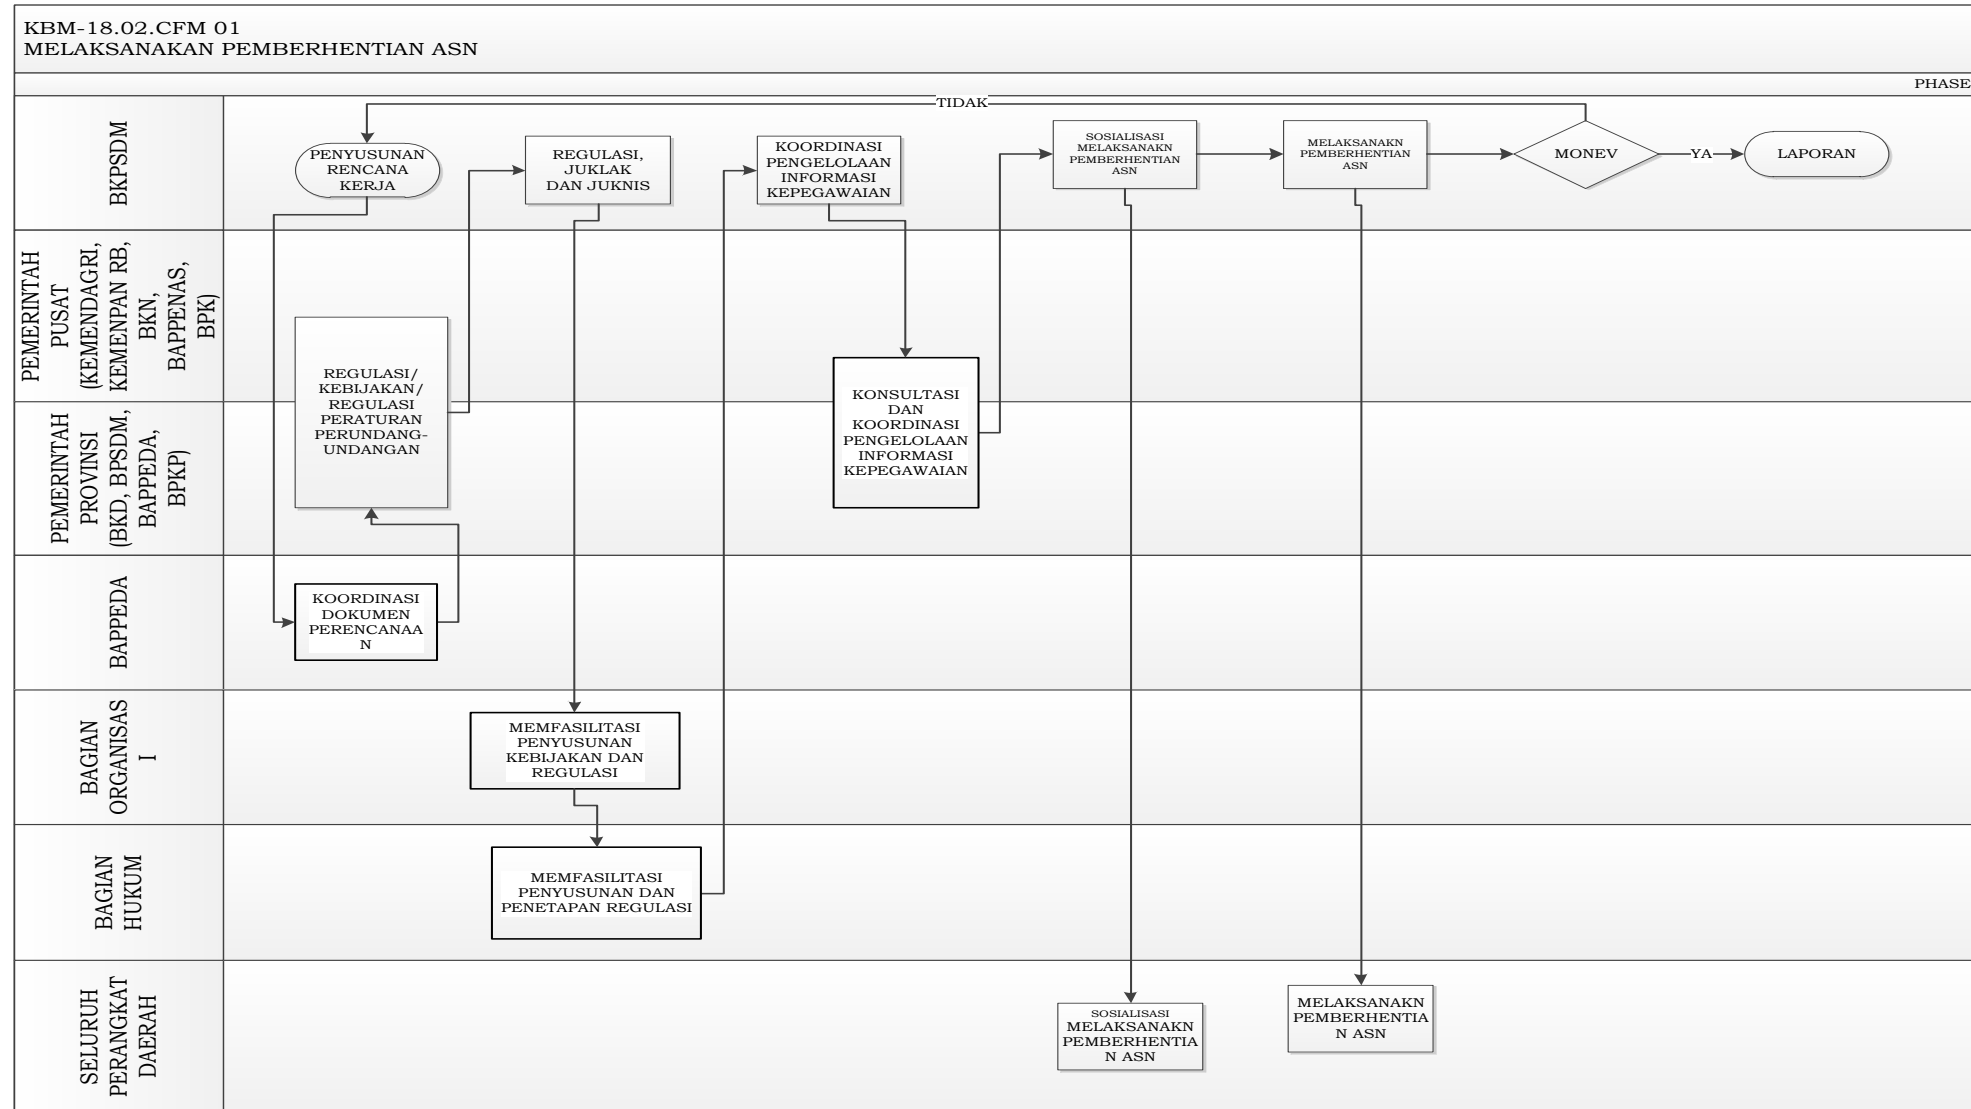 KBM-18.02.CFM 01
MELAKSANAKAN PEMBERHENTIAN ASN
PHASE
BKPSDM
TIDAK
PENYUSUNAN
RENCANA
KERJA
REGULASI,
JUKLAK
DAN JUKNIS
KOORDINASI
PENGELOLAAN
INFORMASI
KEPEGAWAIAN
SOSIALISASI
MELAKSANAKN
PEMBERHENTIAN
ASN
MELAKSANAKN
PEMBERHENTIAN
ASN
MONEV
YA
LAPORAN
PEMERINTAH
PUSAT
(KEMENDAGRI,
KEMENPAN RB,
BKN,
BAPPENAS,
BPK)
REGULASI/
KEBIJAKAN/
REGULASI
PERATURAN
PERUNDANG-
UNDANGAN
KONSULTASI
DAN
KOORDINASI
PENGELOLAAN
INFORMASI
KEPEGAWAIAN
PEMERINTAH
PROVINSI
(BKD, BPSDM,
BAPPEDA,
BPKP)
BAPPEDA
KOORDINASI
DOKUMEN
PERENCANAA
N
BAGIAN
ORGANISAS
I
MEMFASILITASI
PENYUSUNAN
KEBIJAKAN DAN
REGULASI
BAGIAN
HUKUM
MEMFASILITASI
PENYUSUNAN DAN
PENETAPAN REGULASI
SELURUH
PERANGKAT
DAERAH
SOSIALISASI
MELAKSANAKN
PEMBERHENTIA
N ASN
MELAKSANAKN
PEMBERHENTIA
N ASN